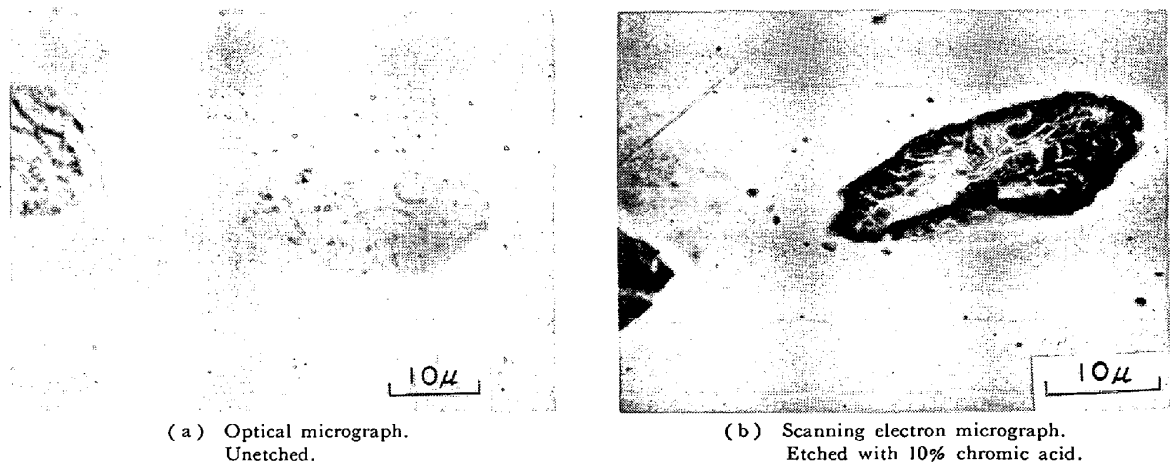 10μ
10μ
(a) Optical micrograph.
Unetched.
(b) Scanning electron micrograph.
Etched with 10% chromic acid.